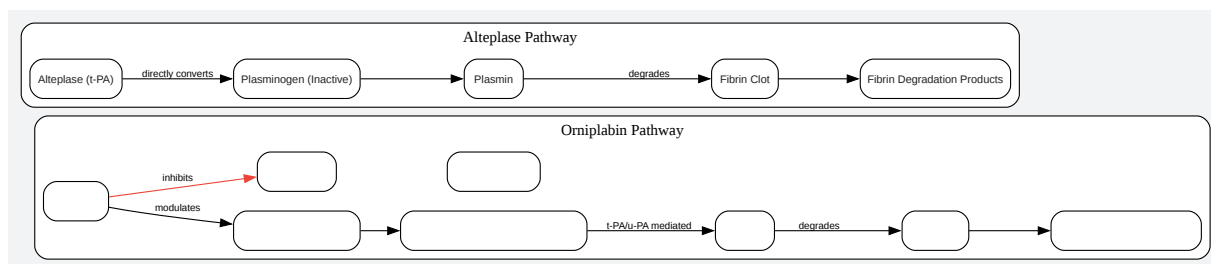 Alteplase Pathway
Alteplase (t-PA) directly converts Plasminogen (Inactive) Plasmin degrades Fibrin Clot Fibrin Degradation Products
Orniplabin Pathway
inhibits
modulates
t-PA/u-PA mediated degrades